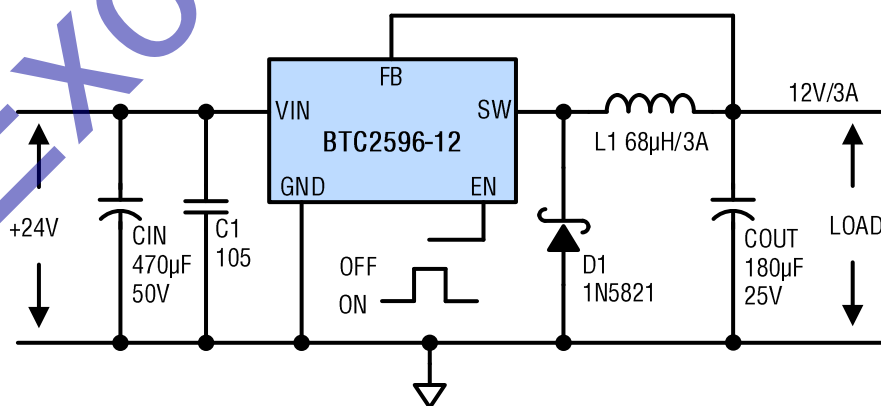 FB
12V/3A
VIN
SW
BTC2596-12
L1 68μH/3A
GND
EN
+24V
CIN
470μF
50V
C1
105
OFF
ON
D1
1N5821
COUT
180μF
25V
LOAD